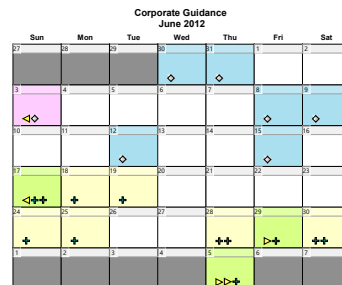 Corporate Guidance
June 2012
Sun Mon Tue Wed Thu Fri Sat
27 28 29 30 31 1 2
3 4 5 6 7 8 9
10 11 12 13 14 15 16
17 18 19 20 21 22 23
24 25 26 27 28 29 30
1 2 3 4 5 6 7